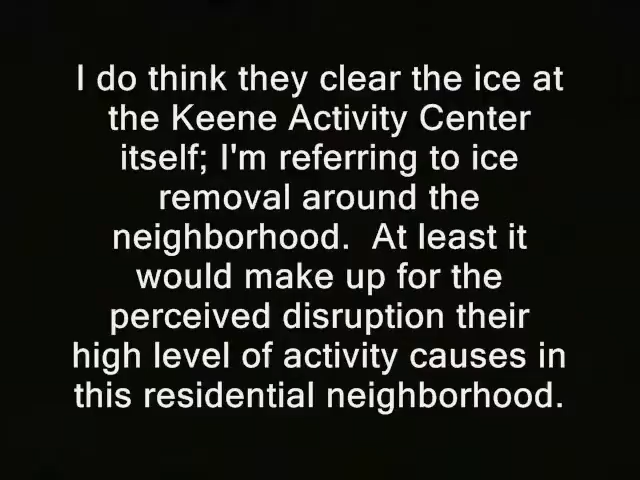 I do think they clear the ice at
the Keene Activity Center
itself; I'm referring to ice
removal around the
neighborhood.  At least it
would make up for the
perceived disruption their
high level of activity causes in
this residential neighborhood.